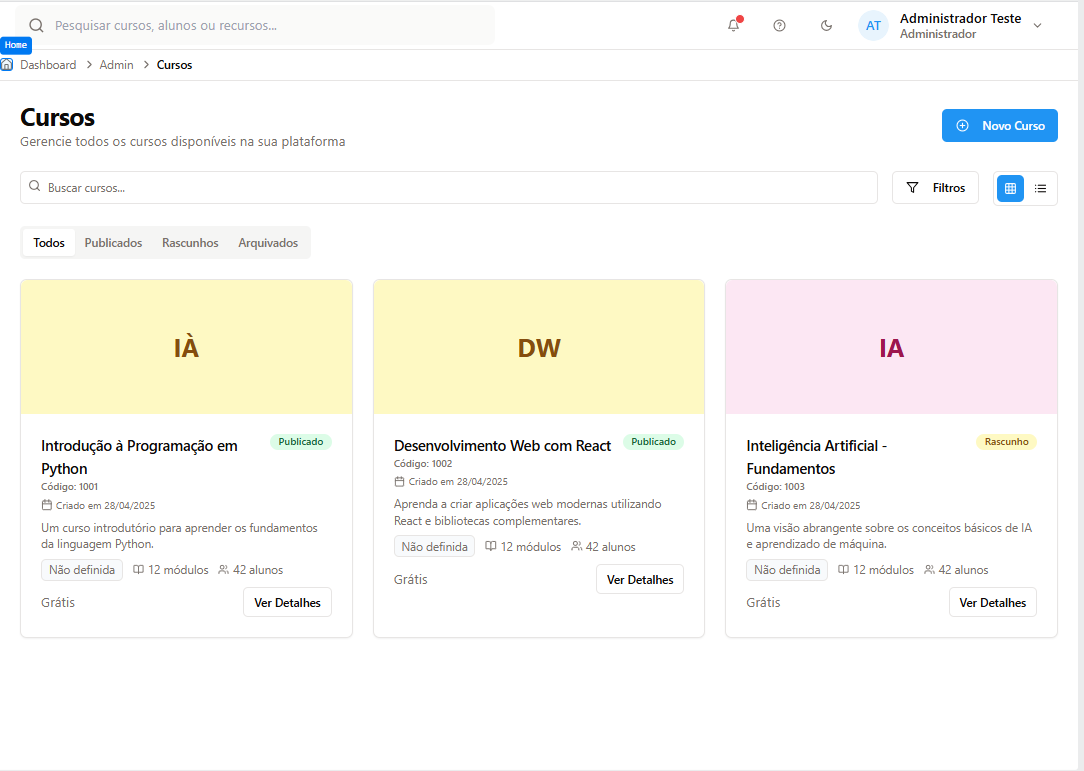 Pesquisar cursos, alunos ou recursos...
AT
Administrador Teste
Administrador
Home
Dashboard > Admin > Cursos
Cursos
Gerencie todos os cursos disponíveis na sua plataforma
Novo Curso
Buscar cursos...
Filtros
Todos Publicados Rascunhos Arquivados
IÀ
Introdução à Programação em
Python
Publicado
Código: 1001
Criado em 28/04/2025
Um curso introdutório para aprender os fundamentos
da linguagem Python.
Não definida 12 módulos 42 alunos
Grátis
Ver Detalhes
DW
Desenvolvimento Web com React
Publicado
Código: 1002
Criado em 28/04/2025
Aprenda a criar aplicações web modernas utilizando
React e bibliotecas complementares.
Não definida 12 módulos 42 alunos
Grátis
Ver Detalhes
IA
Inteligência Artificial -
Fundamentos
Rascunho
Código: 1003
Criado em 28/04/2025
Uma visão abrangente sobre os conceitos básicos de IA
e aprendizado de máquina.
Não definida 12 módulos 42 alunos
Grátis
Ver Detalhes